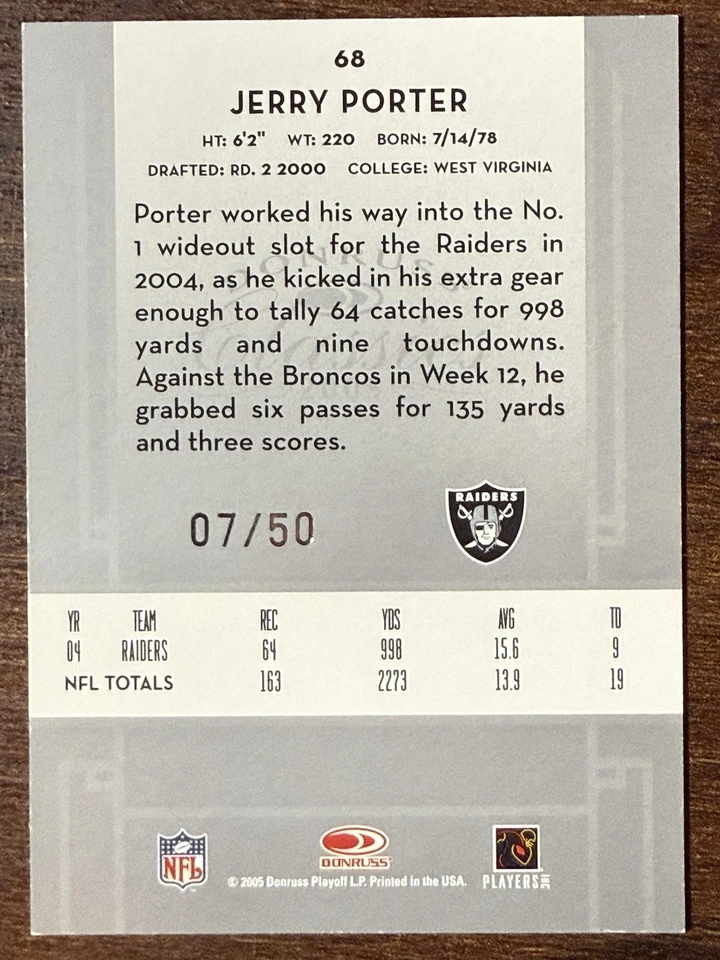 68
JERRY PORTER
HT: 6'2" WT: 220 BORN: 7/14/78
DRAFTED: RD. 2 2000 COLLEGE: WEST VIRGINIA
Porter worked his way into the No.
1 wideout slot for the Raiders in
2004, as he kicked in his extra gear
enough to tally 64 catches for 998
yards and nine touchdowns.
Against the Broncos in Week 12, he
grabbed six passes for 135 yards
and three scores.
DONRUSS
Classics
07/50
RAIDERS
YR TEAM REC YDS AVG TD
04 RAIDERS 64 998 15.6 9
NFL TOTALS 163 2273 13.9 19
NFL
DONRUSS
PLAYERS INC
© 2005 Donruss Playoff L.P. Printed in the USA.